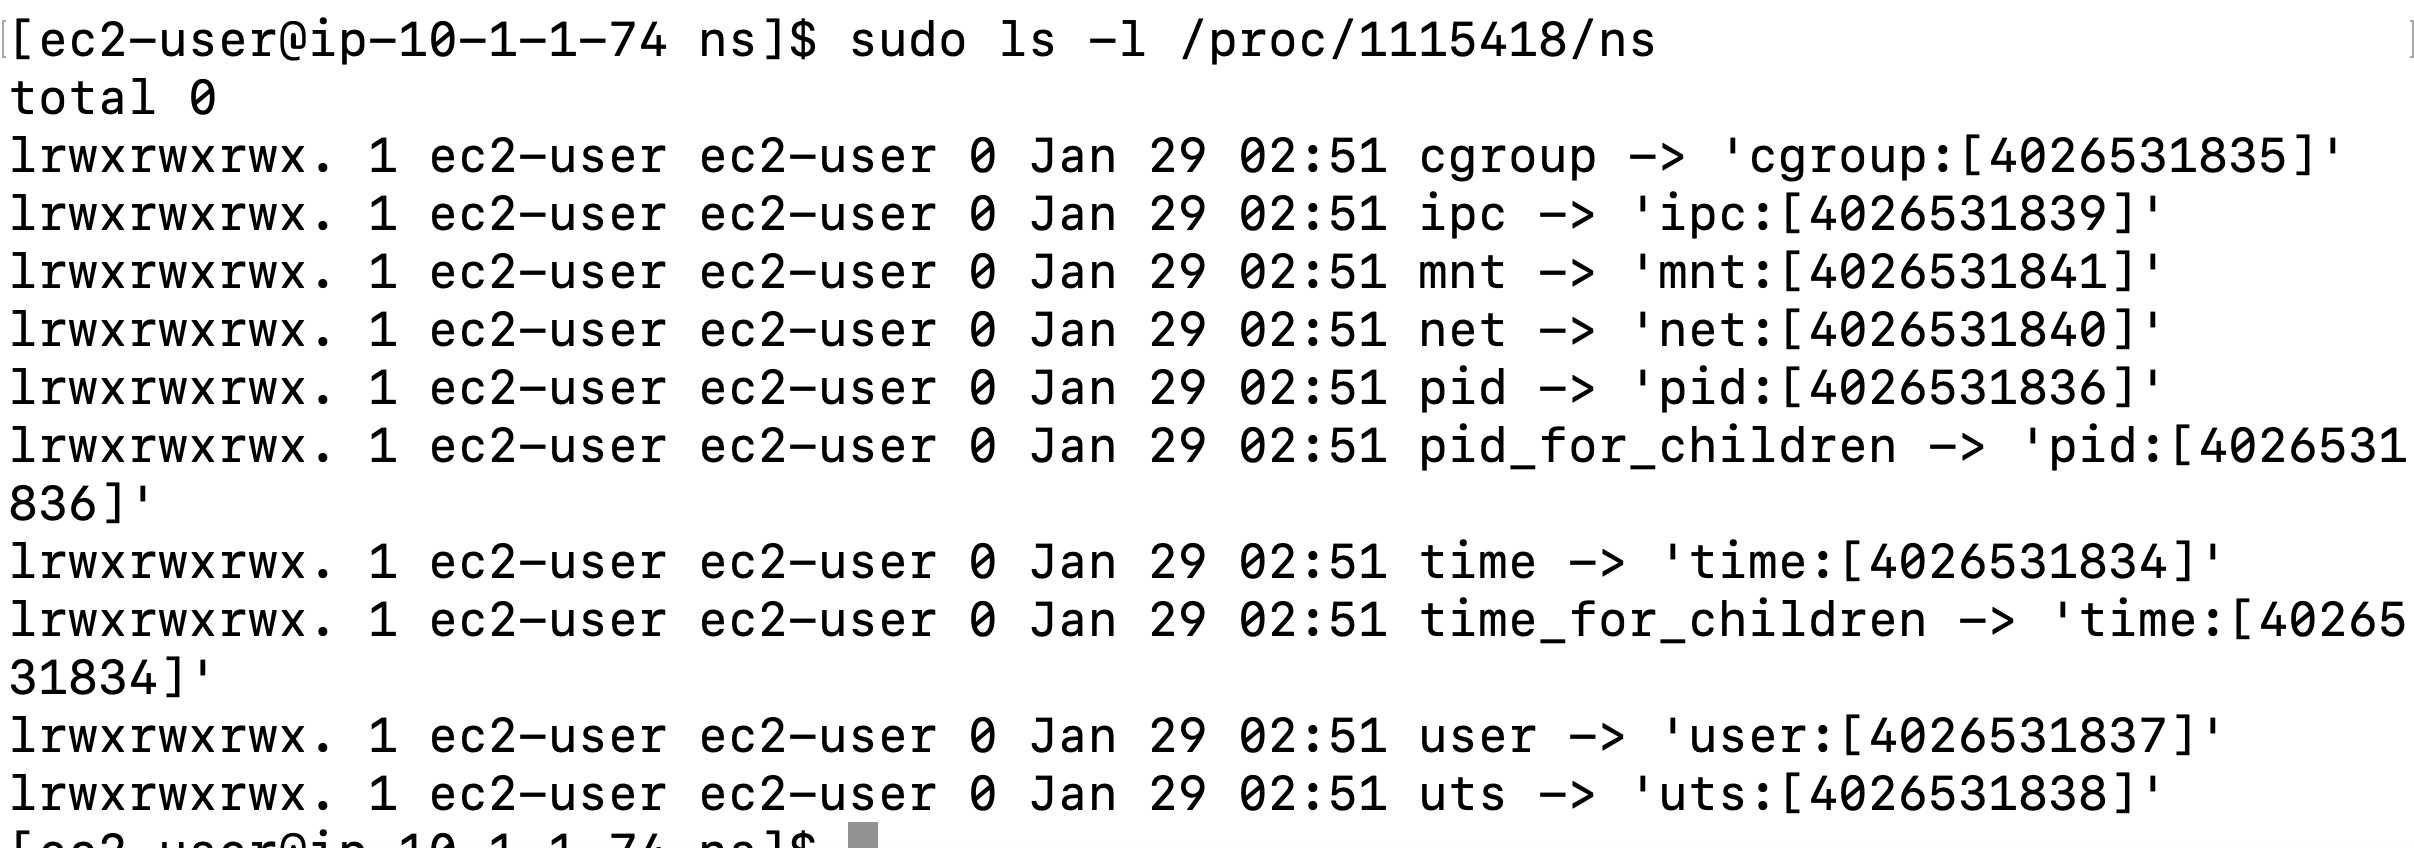 [ec2-user@ip-10-1-1-74 ns]$ sudo ls -l /proc/1115418/ns
total 0
lrwxrwxrwx. 1 ec2-user ec2-user 0 Jan 29 02:51 cgroup -> 'cgroup:[4026531835]'
lrwxrwxrwx. 1 ec2-user ec2-user 0 Jan 29 02:51 ipc -> 'ipc:[4026531839]'
lrwxrwxrwx. 1 ec2-user ec2-user 0 Jan 29 02:51 mnt -> 'mnt:[4026531841]'
lrwxrwxrwx. 1 ec2-user ec2-user 0 Jan 29 02:51 net -> 'net:[4026531840]'
lrwxrwxrwx. 1 ec2-user ec2-user 0 Jan 29 02:51 pid -> 'pid:[4026531836]'
lrwxrwxrwx. 1 ec2-user ec2-user 0 Jan 29 02:51 pid_for_children -> 'pid:[4026531
836]'
lrwxrwxrwx. 1 ec2-user ec2-user 0 Jan 29 02:51 time -> 'time:[4026531834]'
lrwxrwxrwx. 1 ec2-user ec2-user 0 Jan 29 02:51 time_for_children -> 'time:[40265
31834]'
lrwxrwxrwx. 1 ec2-user ec2-user 0 Jan 29 02:51 user -> 'user:[4026531837]'
lrwxrwxrwx. 1 ec2-user ec2-user 0 Jan 29 02:51 uts -> 'uts:[4026531838]'
[ec2-user@ip-10-1-1-74 ns]$